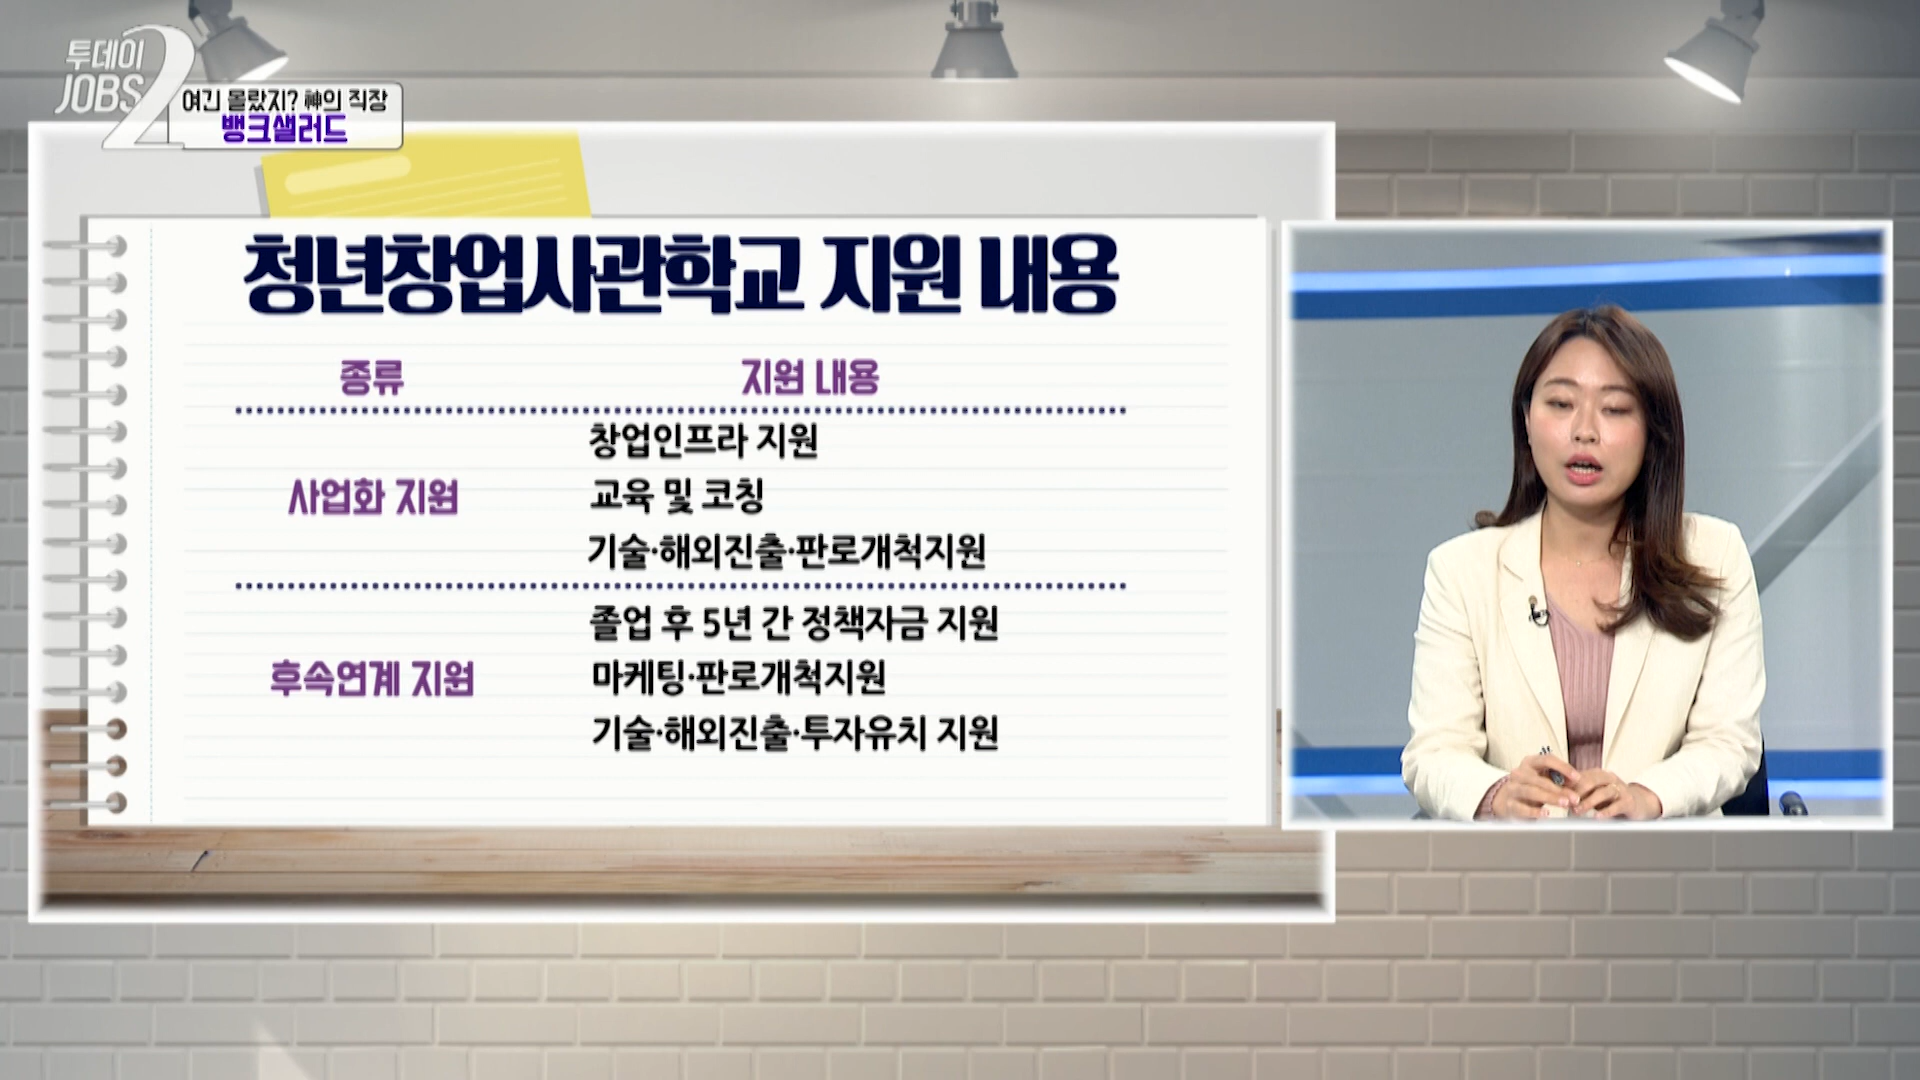 투데이
JOBS 2
여긴 몰랐지? 神의 직장
뱅크샐러드
청년창업사관학교 지원 내용
종류 지원 내용
창업인프라 지원
사업화 지원 교육 및 코칭
기술·해외진출·판로개척지원
졸업 후 5년 간 정책자금 지원
후속연계 지원 마케팅·판로개척지원
기술·해외진출·투자유치 지원